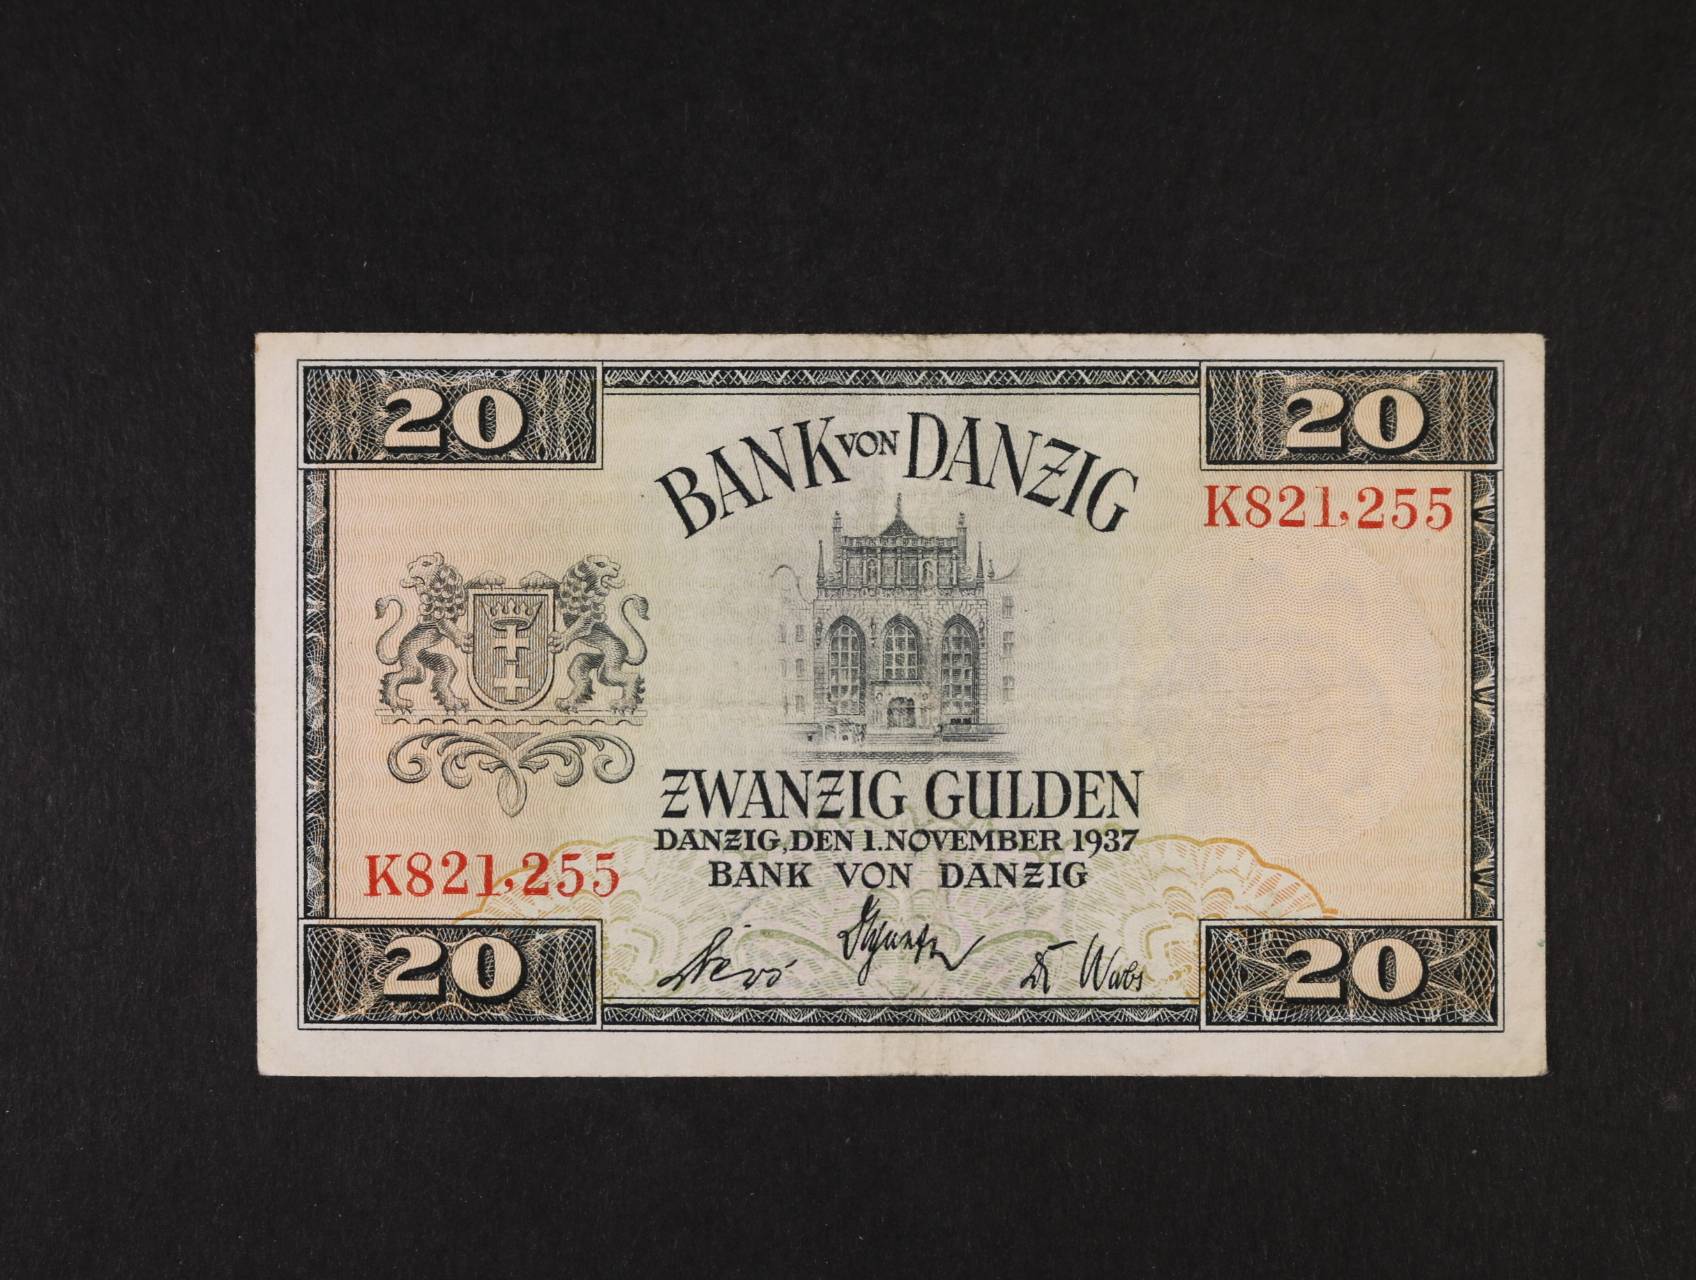 20
20
BANK VON DANZIG
K821,255
ZWANZIG GULDEN
DANZIG, DEN 1. NOVEMBER 1937
K821,255
BANK VON DANZIG
20
20